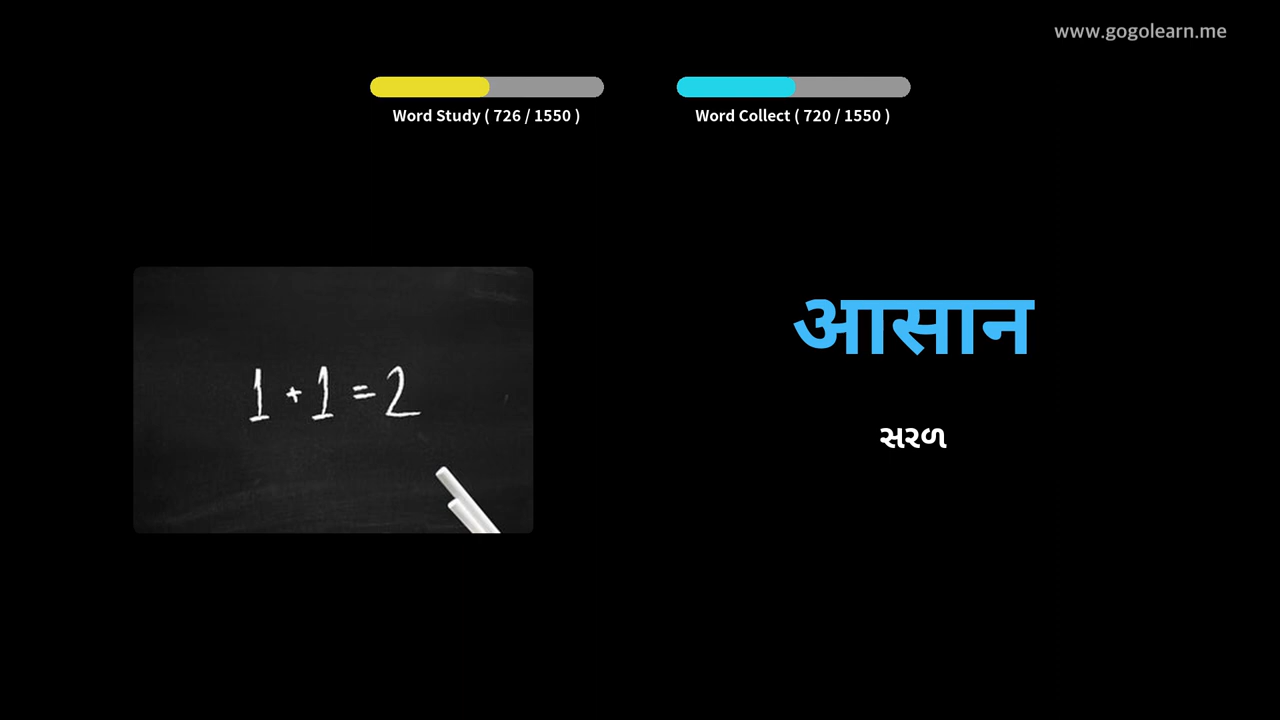 www.gogolearn.me
Word Study ( 726 / 1550 )
Word Collect ( 720 / 1550 )
आसान
1 + 1 = 2
સરળ